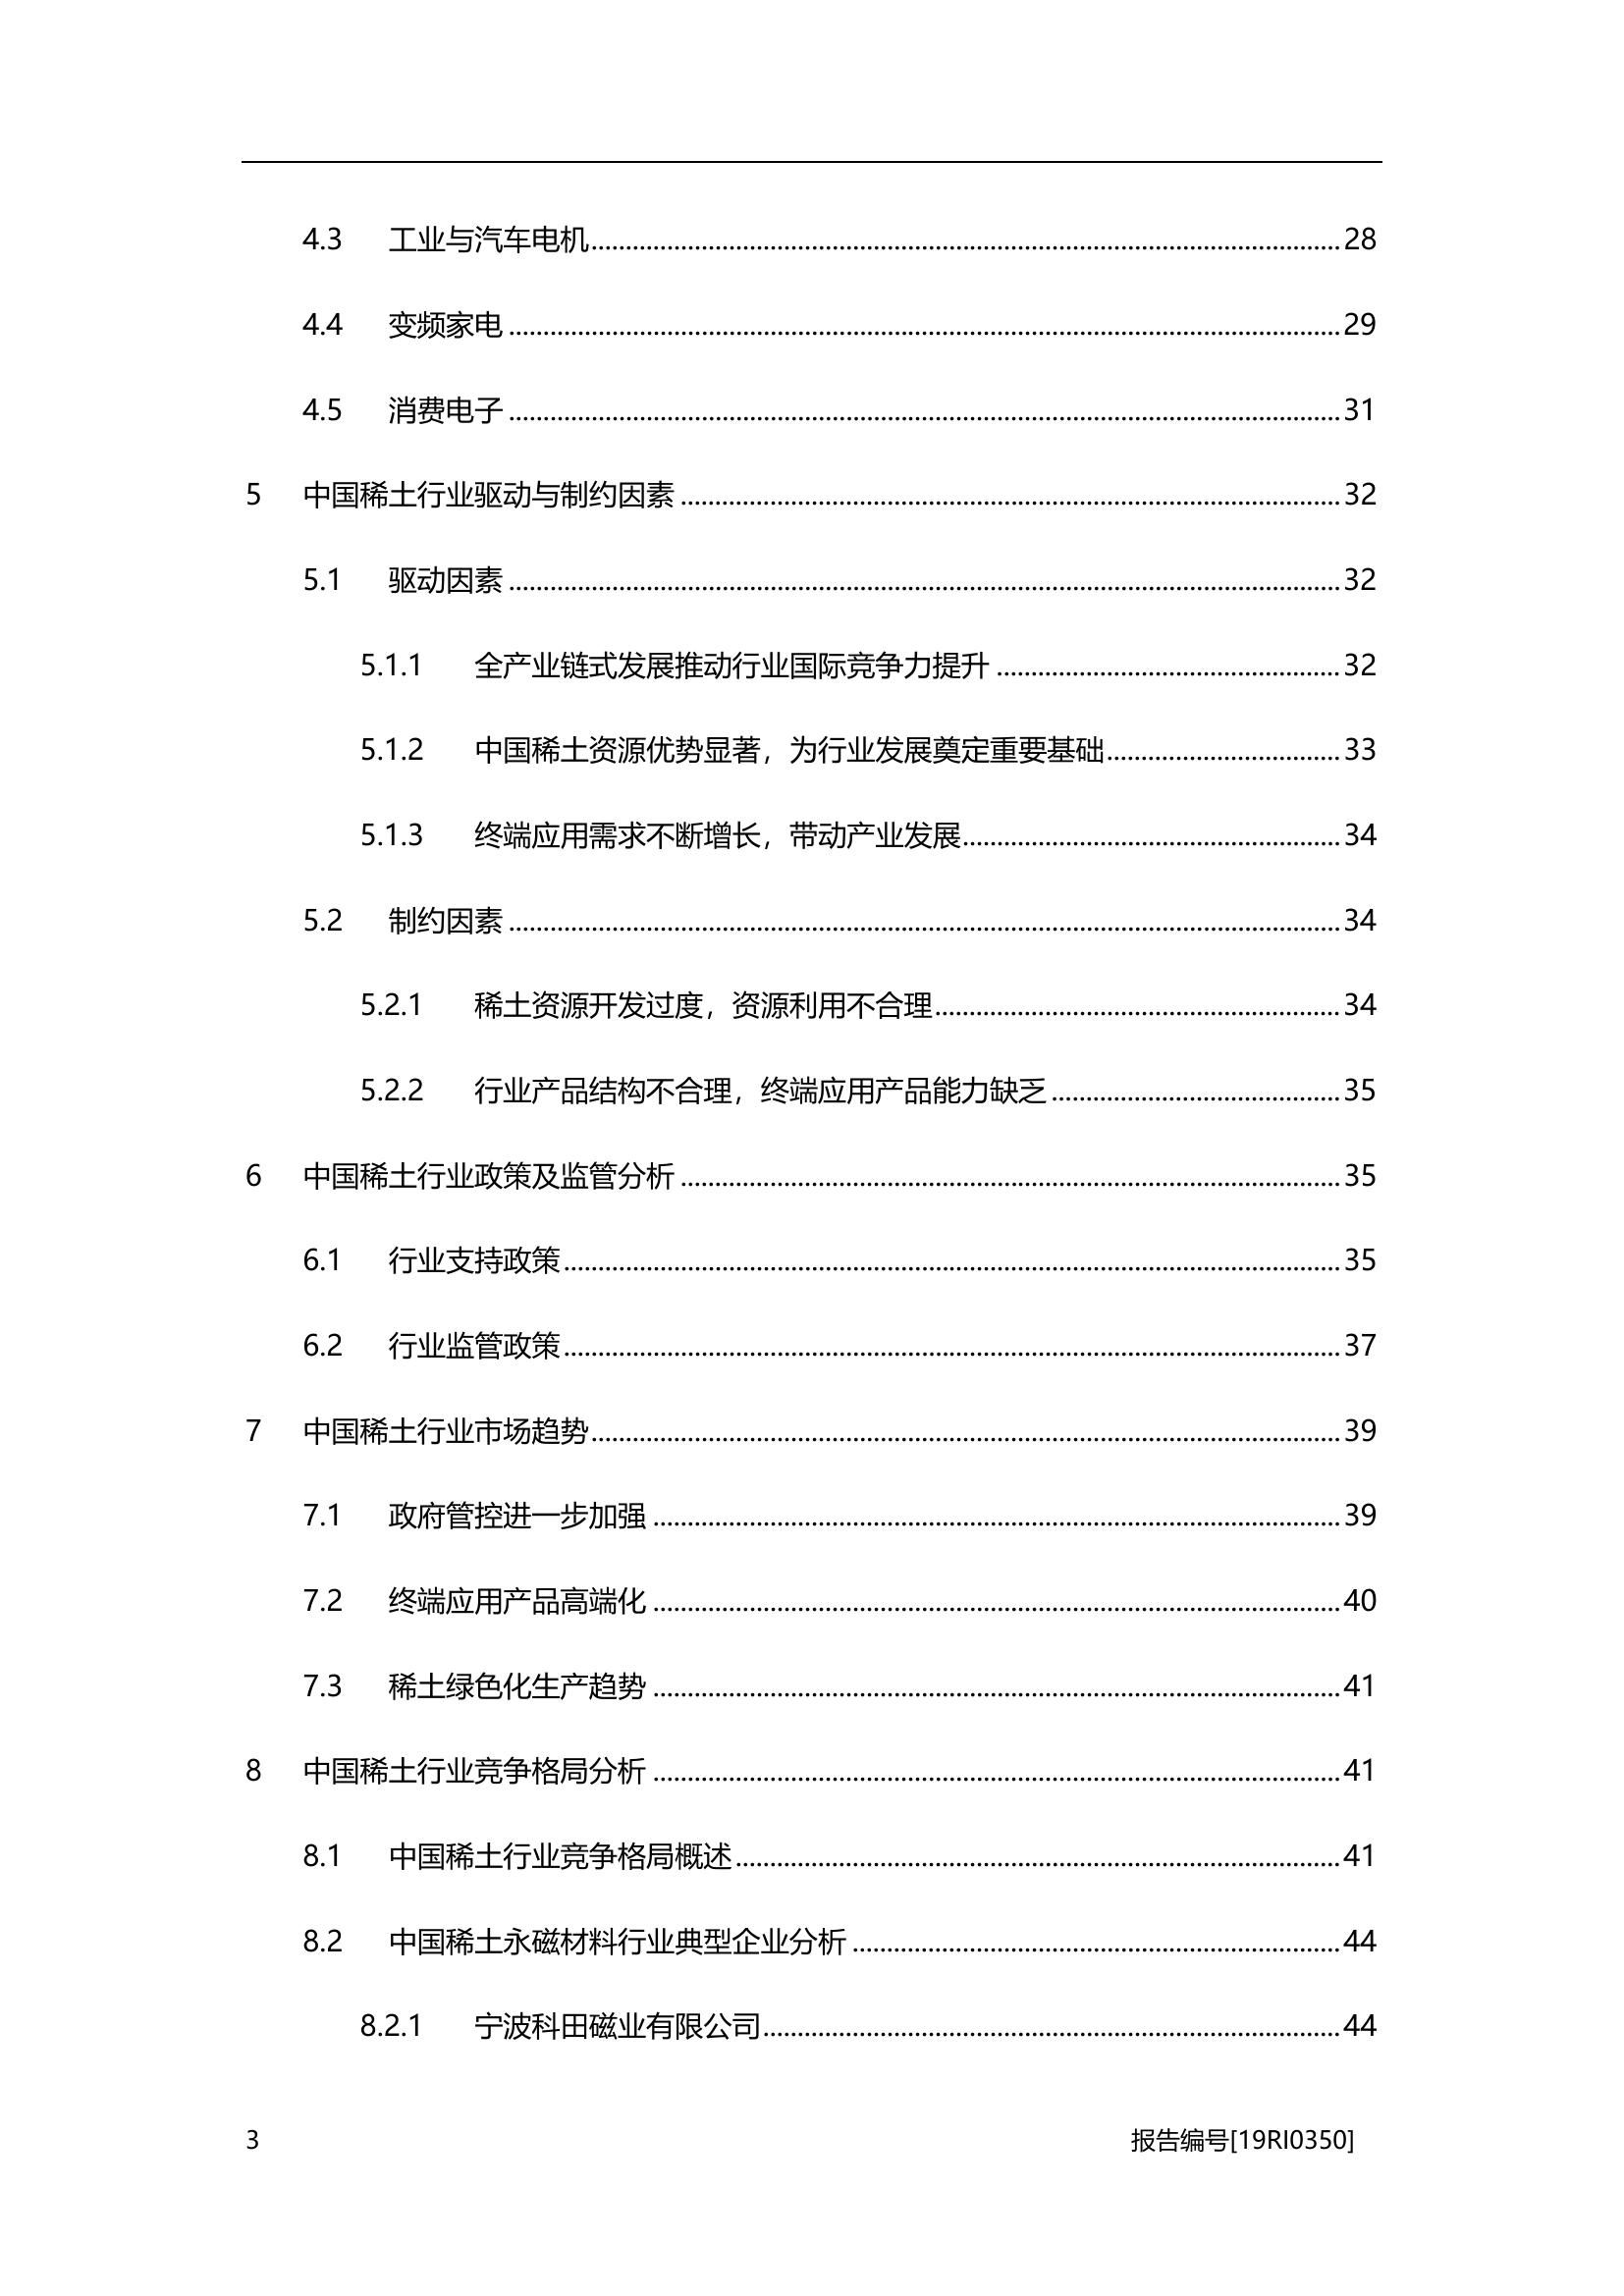 4.3 工业与汽车电机 28
4.4 变频家电 29
4.5 消费电子 31
5 中国稀土行业驱动与制约因素 32
5.1 驱动因素 32
5.1.1 全产业链式发展推动行业国际竞争力提升 32
5.1.2 中国稀土资源优势显著，为行业发展奠定重要基础 33
5.1.3 终端应用需求不断增长，带动产业发展 34
5.2 制约因素 34
5.2.1 稀土资源开发过度，资源利用不合理 34
5.2.2 行业产品结构不合理，终端应用产品能力缺乏 35
6 中国稀土行业政策及监管分析 35
6.1 行业支持政策 35
6.2 行业监管政策 37
7 中国稀土行业市场趋势 39
7.1 政府管控进一步加强 39
7.2 终端应用产品高端化 40
7.3 稀土绿色化生产趋势 41
8 中国稀土行业竞争格局分析 41
8.1 中国稀土行业竞争格局概述 41
8.2 中国稀土永磁材料行业典型企业分析 44
8.2.1 宁波科田磁业有限公司 44
3 报告编号[19RI0350]